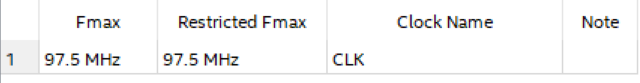 Fmax Restricted Fmax Clock Name Note
1 97.5 MHz 97.5 MHz CLK